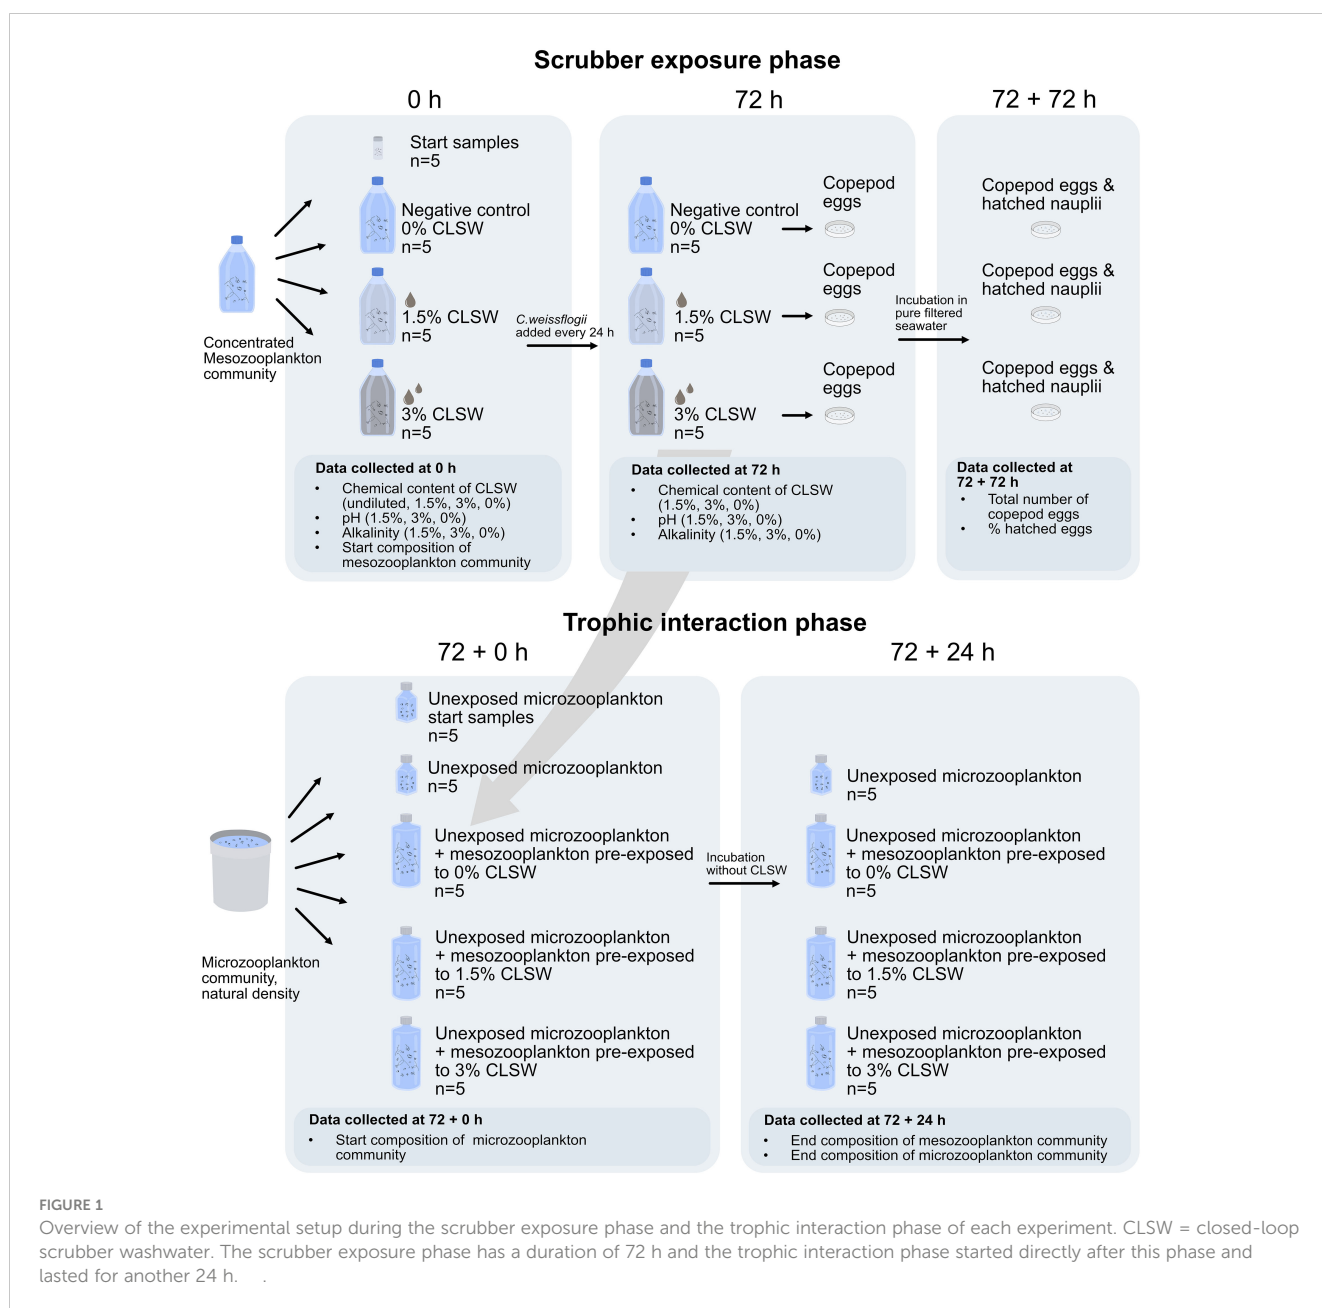 Scrubber exposure phase
0 h
72 h
72 + 72 h
Start samples
n=5
Negative control
0% CLSW
n=5
1.5% CLSW
n=5
3% CLSW
n=5
Concentrated
Mesozooplankton
community
C.weissflogii
added every 24 h
Negative control
0% CLSW
n=5
1.5% CLSW
n=5
3% CLSW
n=5
Copepod
eggs
Copepod
eggs
Copepod
eggs
Incubation in
pure filtered
seawater
Copepod eggs &
hatched nauplii
Copepod eggs &
hatched nauplii
Copepod eggs &
hatched nauplii
Data collected at 0 h
• Chemical content of CLSW
(undiluted, 1.5%, 3%, 0%)
• pH (1.5%, 3%, 0%)
• Alkalinity (1.5%, 3%, 0%)
• Start composition of
mesozooplankton community
Data collected at 72 h
• Chemical content of CLSW
(1.5%, 3%, 0%)
• pH (1.5%, 3%, 0%)
• Alkalinity (1.5%, 3%, 0%)
Data collected at
72 + 72 h
• Total number of
copepod eggs
• % hatched eggs
Trophic interaction phase
72 + 0 h
72 + 24 h
Unexposed microzooplankton
start samples
n=5
Unexposed microzooplankton
n=5
Unexposed microzooplankton
+ mesozooplankton pre-exposed
to 0% CLSW
n=5
Unexposed microzooplankton
+ mesozooplankton pre-exposed
to 1.5% CLSW
n=5
Unexposed microzooplankton
+ mesozooplankton pre-exposed
to 3% CLSW
n=5
Microzooplankton
community,
natural density
Incubation
without CLSW
Unexposed microzooplankton
n=5
Unexposed microzooplankton
+ mesozooplankton pre-exposed
to 0% CLSW
n=5
Unexposed microzooplankton
+ mesozooplankton pre-exposed
to 1.5% CLSW
n=5
Unexposed microzooplankton
+ mesozooplankton pre-exposed
to 3% CLSW
n=5
Data collected at 72 + 0 h
• Start composition of microzooplankton
community
Data collected at 72 + 24 h
• End composition of mesozooplankton community
• End composition of microzooplankton community
FIGURE 1
Overview of the experimental setup during the scrubber exposure phase and the trophic interaction phase of each experiment. CLSW = closed-loop
scrubber washwater. The scrubber exposure phase has a duration of 72 h and the trophic interaction phase started directly after this phase and
lasted for another 24 h. .